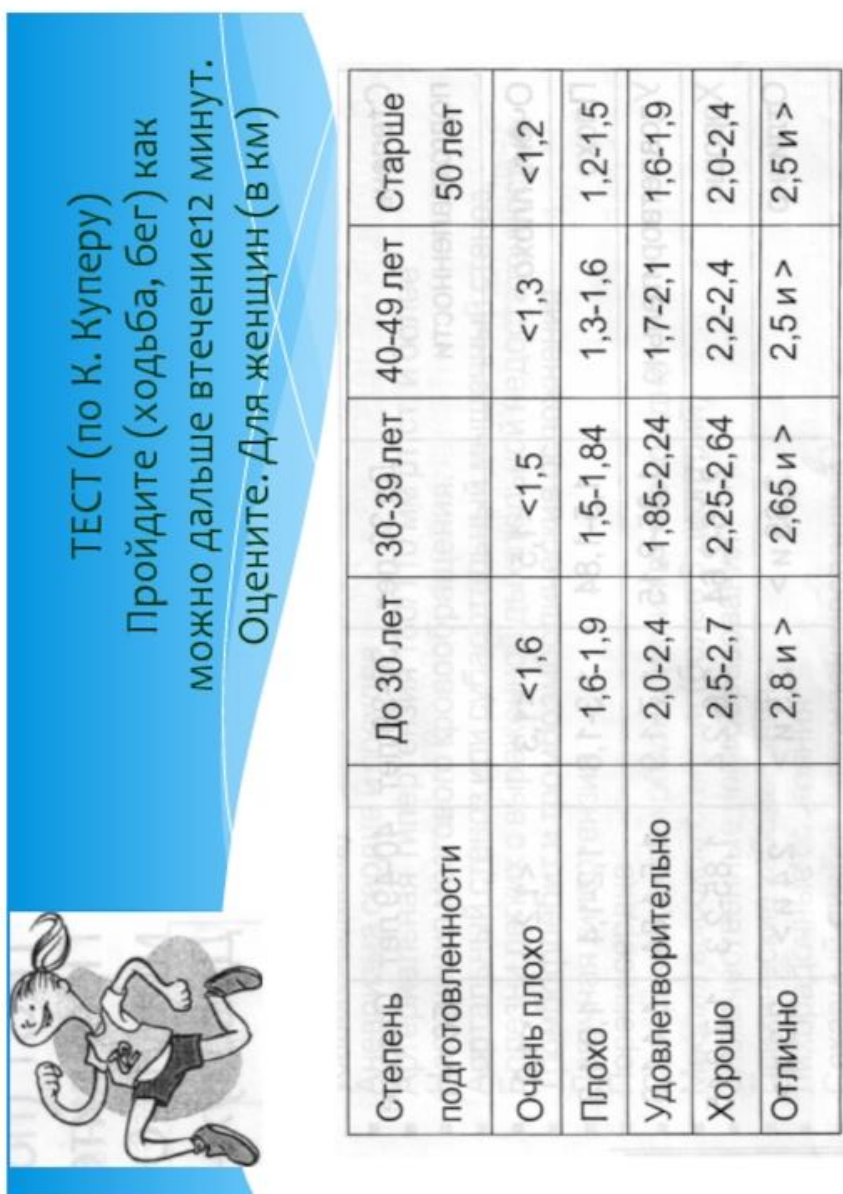 ТЕСТ (по К. Куперу)
Пройдите (ходьба, бег) как
можно дальше втечение12 минут.
Оцените. Для женщин (в км)
Степень подготовленности До 30 лет 30-39 лет 40-49 лет Старше 50 лет
Очень плохо <1,6 <1,5 <1,3 <1,2
Плохо 1,6-1,9 1,5-1,84 1,3-1,6 1,2-1,5
Удовлетворительно 2,0-2,4 1,85-2,24 1,7-2,1 1,6-1,9
Хорошо 2,5-2,7 2,25-2,64 2,2-2,4 2,0-2,4
Отлично 2,8 и > 2,65 и > 2,5 и > 2,5 и >